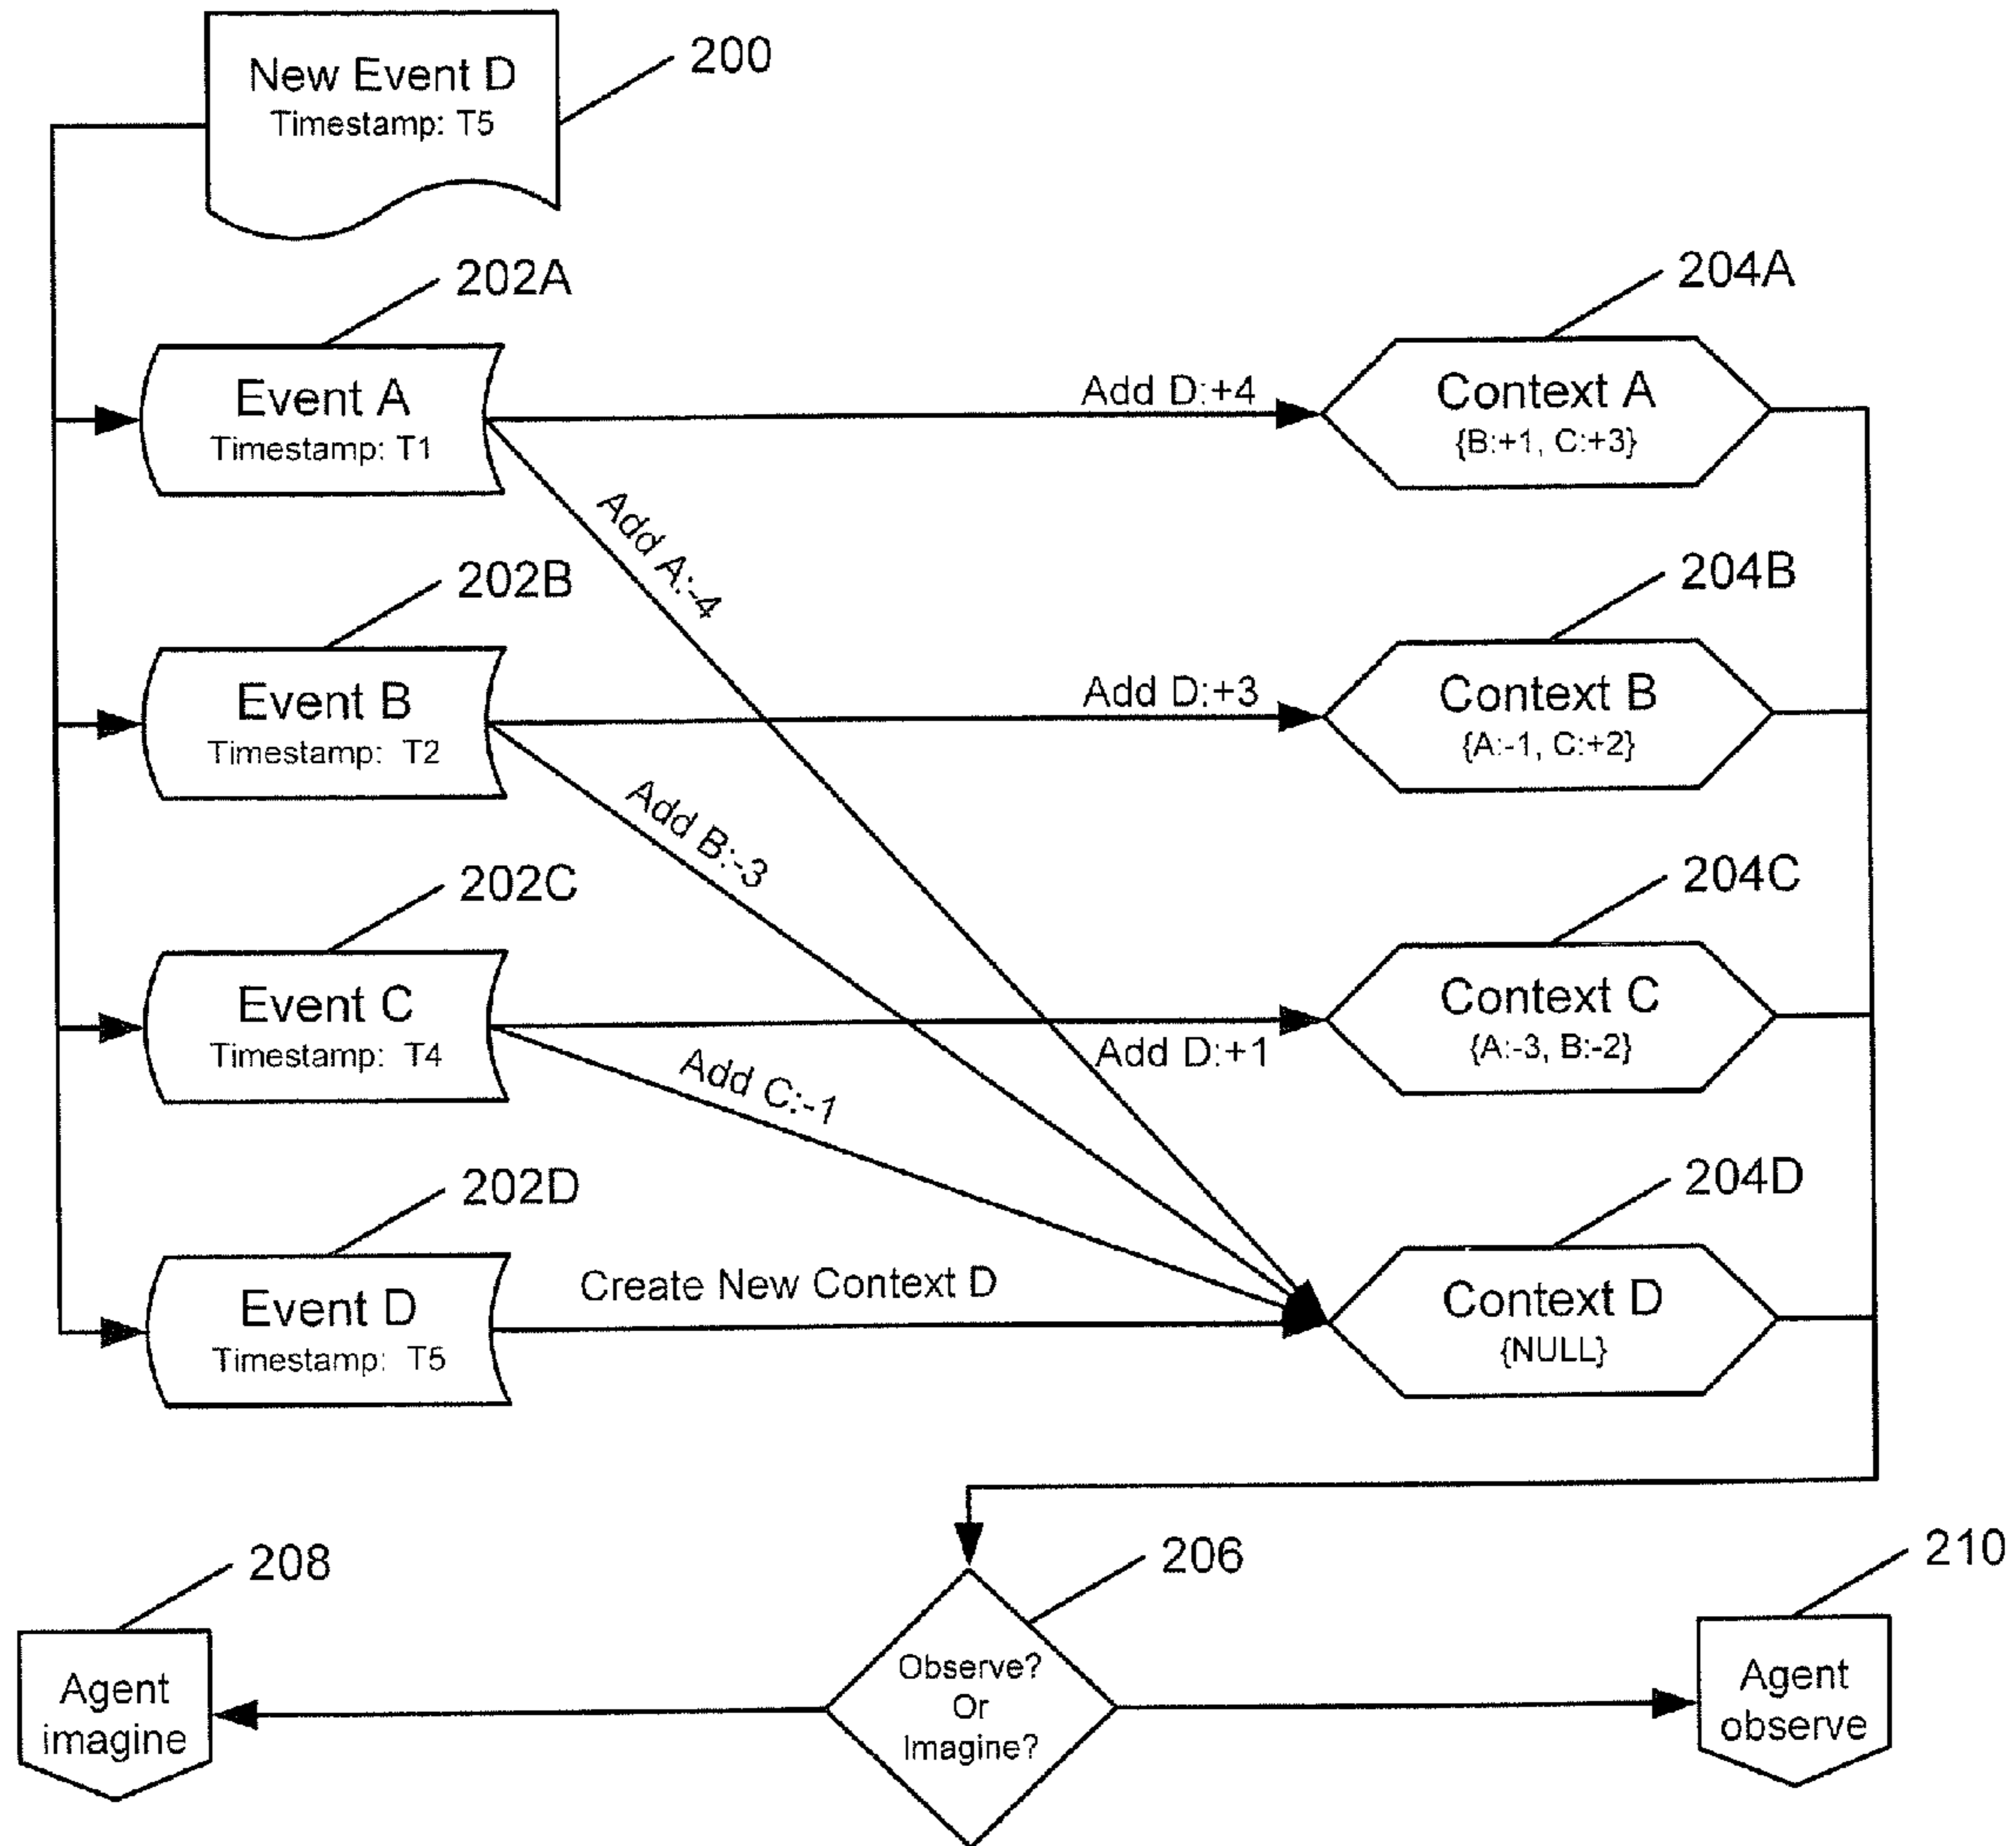 New Event D
Timestamp: T5
200
202A
204A
Event A
Timestamp: T1
Add D:+4
Context A
{B:+1, C:+3}
Add A:-4
202B
204B
Event B
Timestamp: T2
Add D:+3
Context B
{A:-1, C:+2}
Add B:-3
202C
204C
Event C
Timestamp: T4
Add D:+1
Context C
{A:-3, B:-2}
Add C:-1
202D
204D
Event D
Timestamp: T5
Create New Context D
Context D
{NULL}
208
206
210
Agent
imagine
Observe?
Or
Imagine?
Agent
observe